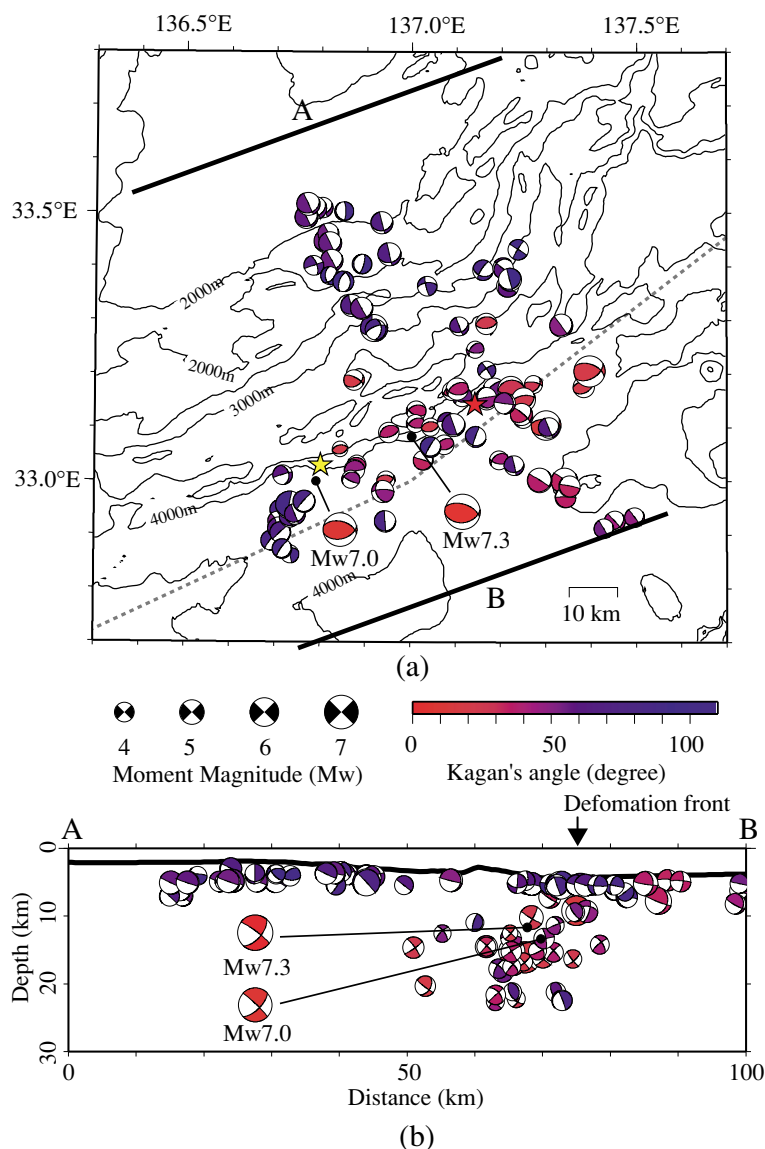 136.5°E 137.0°E 137.5°E
A
33.5°E
2000m
2000m
3000m
33.0°E
4000m
Mw7.0
Mw7.3
4000m
B
10 km
(a)
4 5 6 7
Moment Magnitude (Mw)
0 50 100
Kagan's angle (degree)
Defomation front
A B
0
10
20
30
Depth (km)
Mw7.3
Mw7.0
0 50 100
Distance (km)
(b)